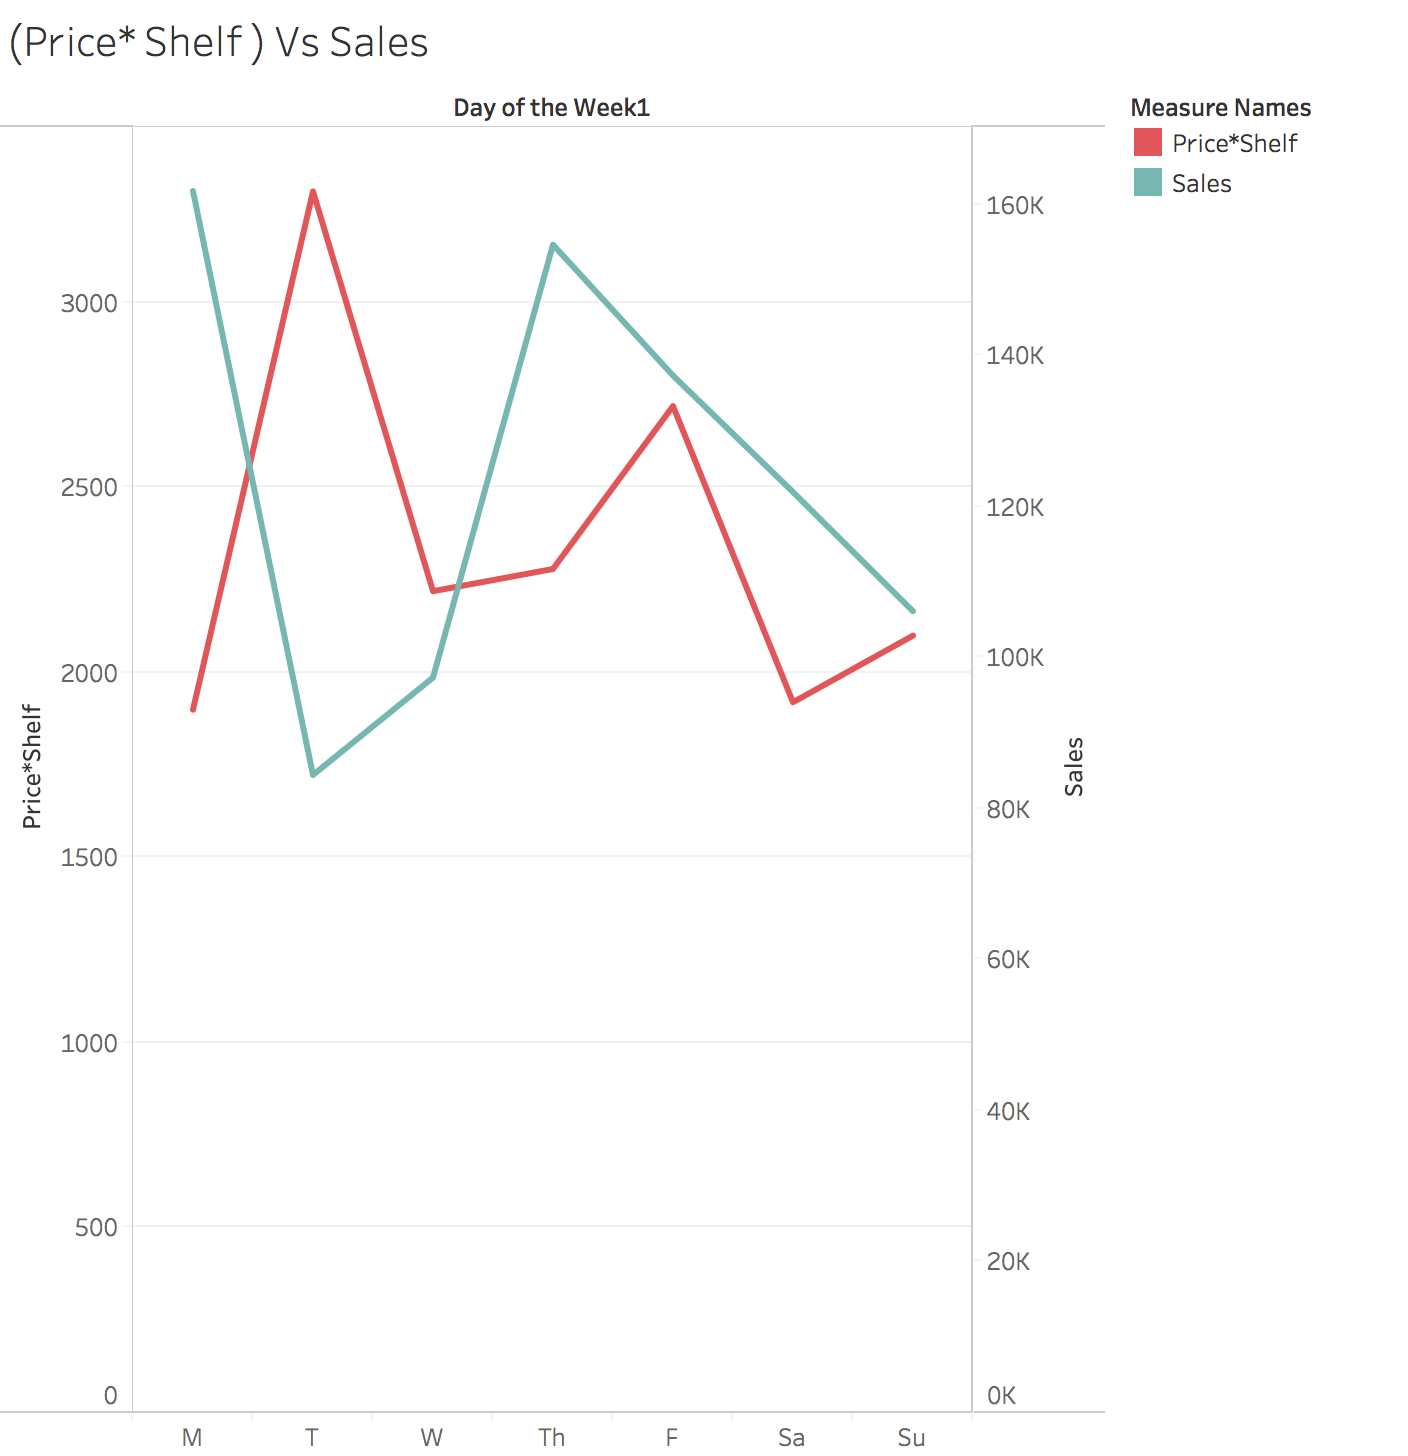 (Price* Shelf ) Vs Sales
Day of the Week1
Measure Names
Price*Shelf
Sales
3000
2500
2000
1500
1000
500
0
Price*Shelf
160K
140K
120K
100K
80K
60K
40K
20K
0K
Sales
M T W Th F Sa Su